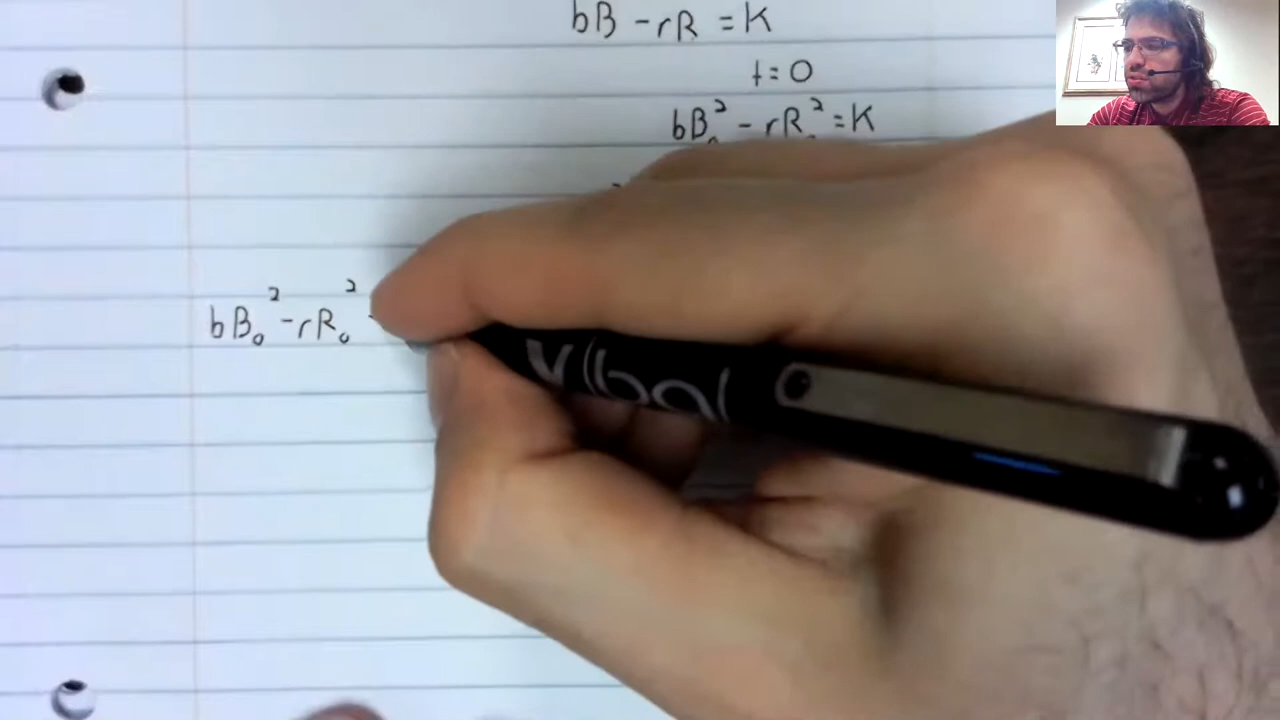 bB - rR = K
t = 0
bB₀² - rR₀² = K
bB₀² - rR₀²